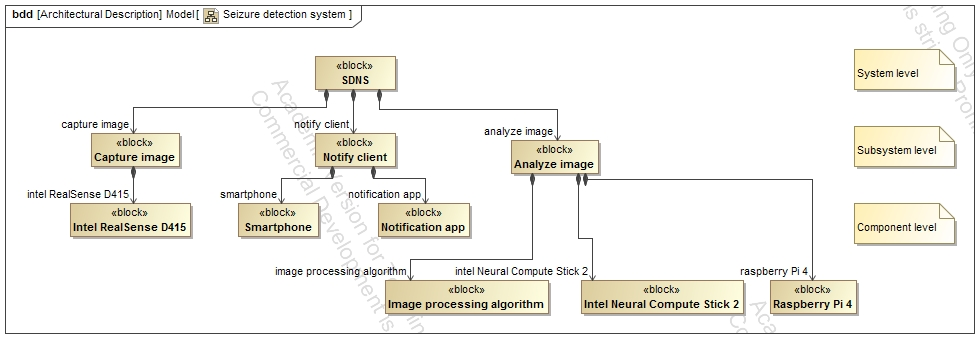 bdd [Architectural Description] Model [ Seizure detection system ]
«block»
SDNS
System level
capture image
notify client
analyze image
«block»
Capture image
«block»
Notify client
«block»
Analyze image
Subsystem level
intel RealSense D415
smartphone
notification app
«block»
Intel RealSense D415
«block»
Smartphone
«block»
Notification app
Component level
image processing algorithm
intel Neural Compute Stick 2
raspberry Pi 4
«block»
Image processing algorithm
«block»
Intel Neural Compute Stick 2
«block»
Raspberry Pi 4